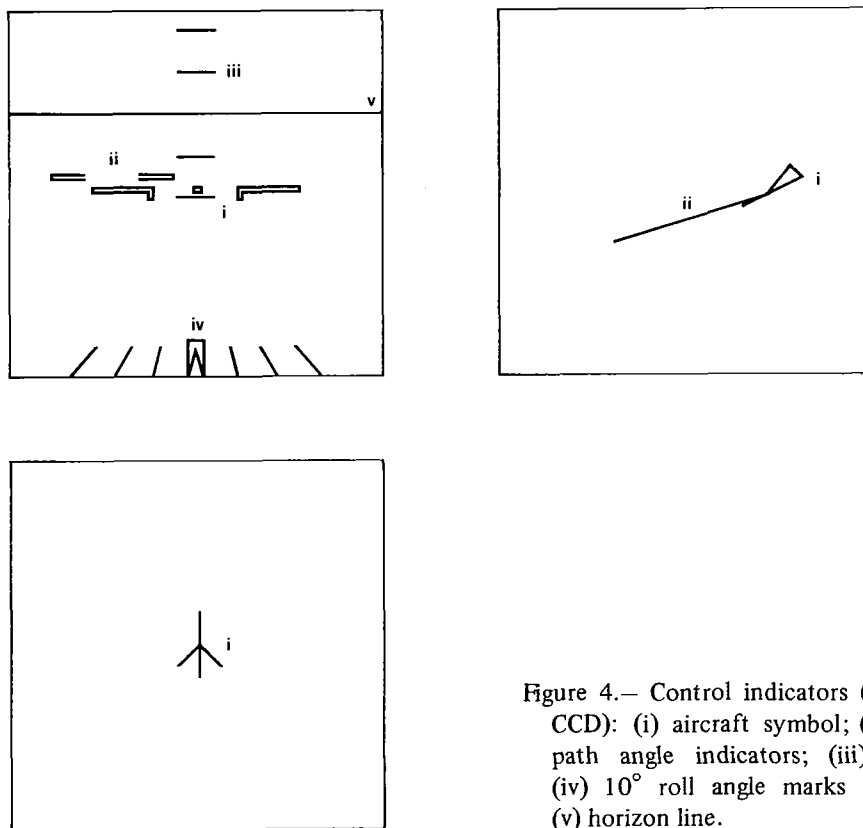 iii
v
ii
i
iv
i
ii
i
Figure 4.— Control indicators (
CCD): (i) aircraft symbol; (
path angle indicators; (iii)
(iv) 10° roll angle marks
(v) horizon line.